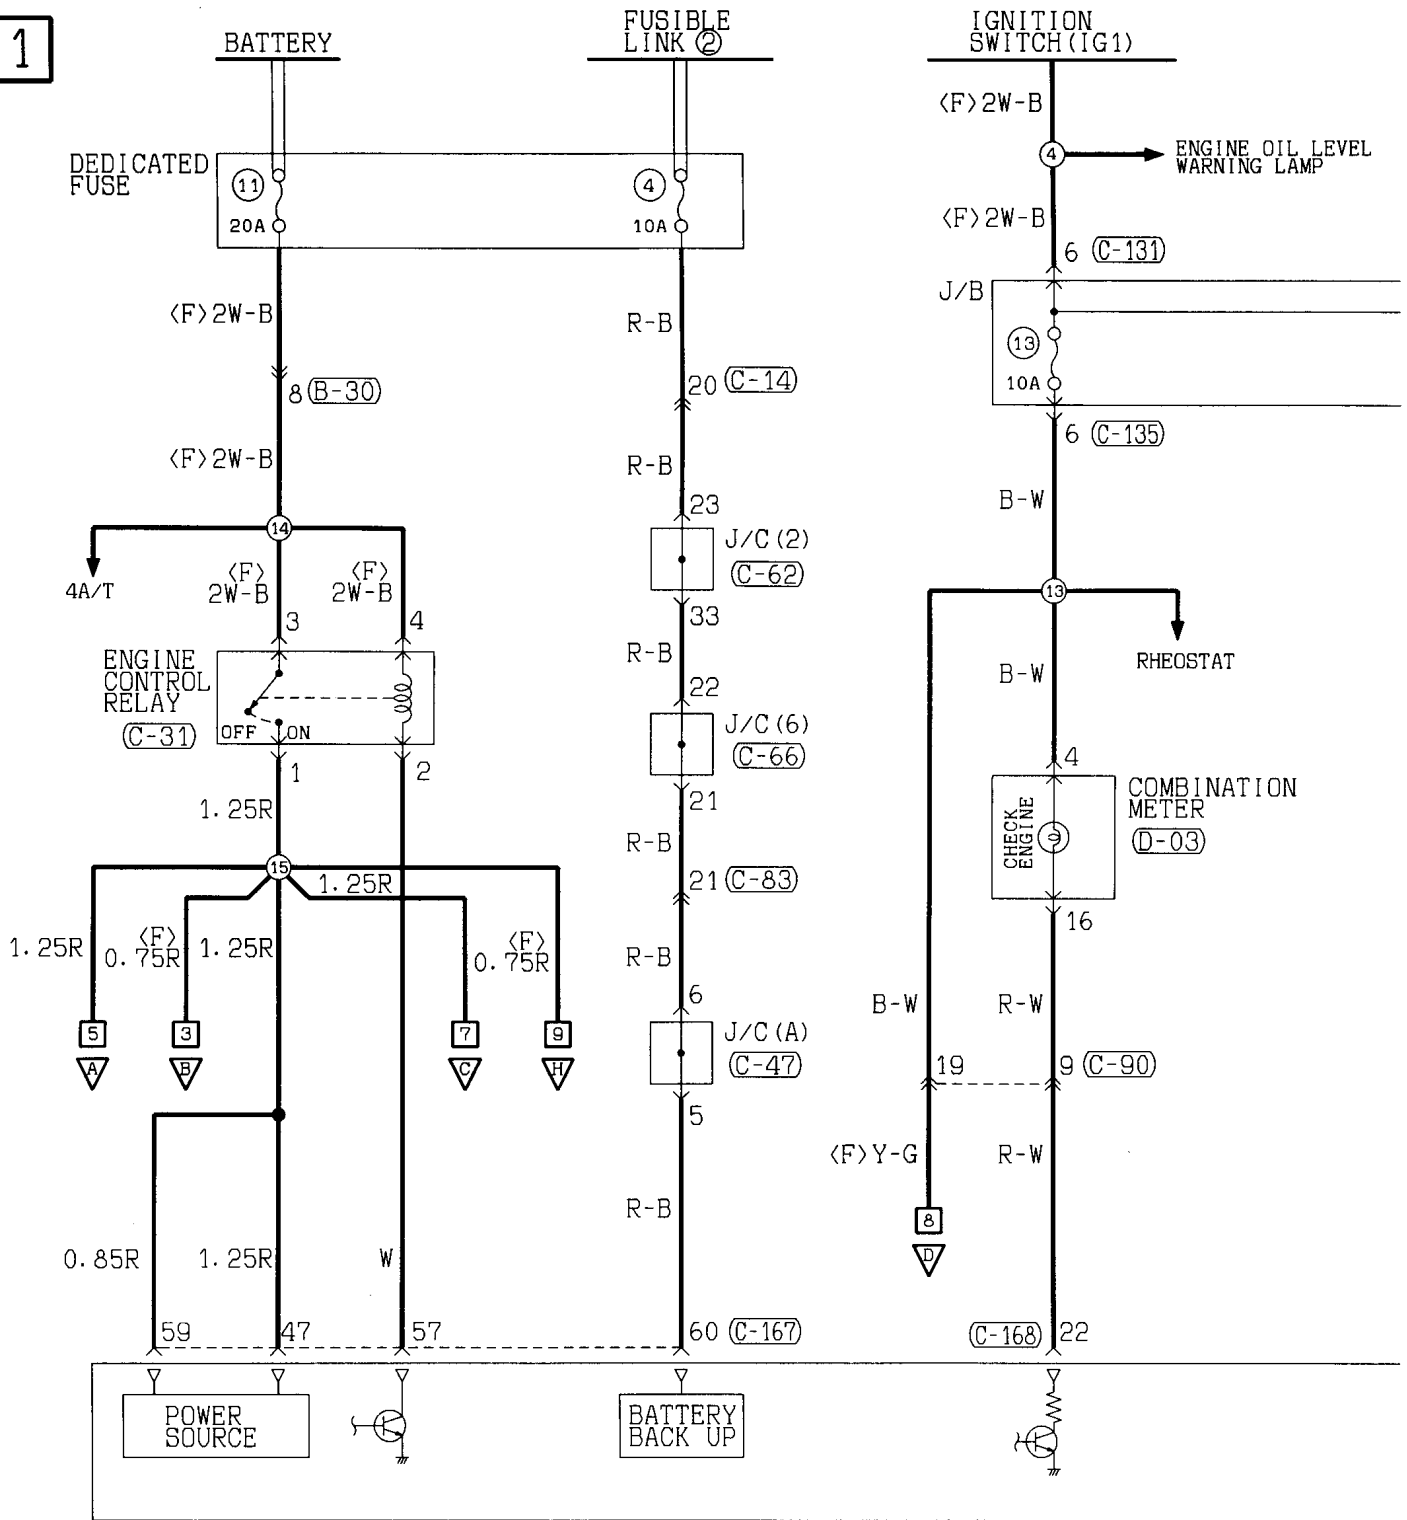 1
BATTERY
FUSIBLE
LINK ②
IGNITION
SWITCH(IG1)
<F>2W-B
4
ENGINE OIL LEVEL
WARNING LAMP
DEDICATED
FUSE
11
20A
4
10A
<F>2W-B
6 C-131
J/B
13
10A
6 C-135
<F>2W-B
R-B
8 B-30
20 C-14
<F>2W-B
R-B
B-W
23
J/C(2)
C-62
14
4A/T
<F>
2W-B
<F>
2W-B
3
4
33
13
RHEOSTAT
R-B
B-W
ENGINE
CONTROL
RELAY
C-31
OFF
ON
22
J/C(6)
C-66
1
2
21
4
COMBINATION
METER
D-03
CHECK
ENGINE
1.25R
R-B
15
1.25R
21 C-83
16
1.25R
<F>
0.75R
1.25R
<F>
0.75R
R-B
6
J/C(A)
C-47
B-W
R-W
5
3
7
9
A
B
C
H
5
19
9 C-90
<F>Y-G
R-W
R-B
8
D
0.85R
1.25R
W
59
47
57
60 C-167
C-168 22
POWER
SOURCE
BATTERY
BACK UP